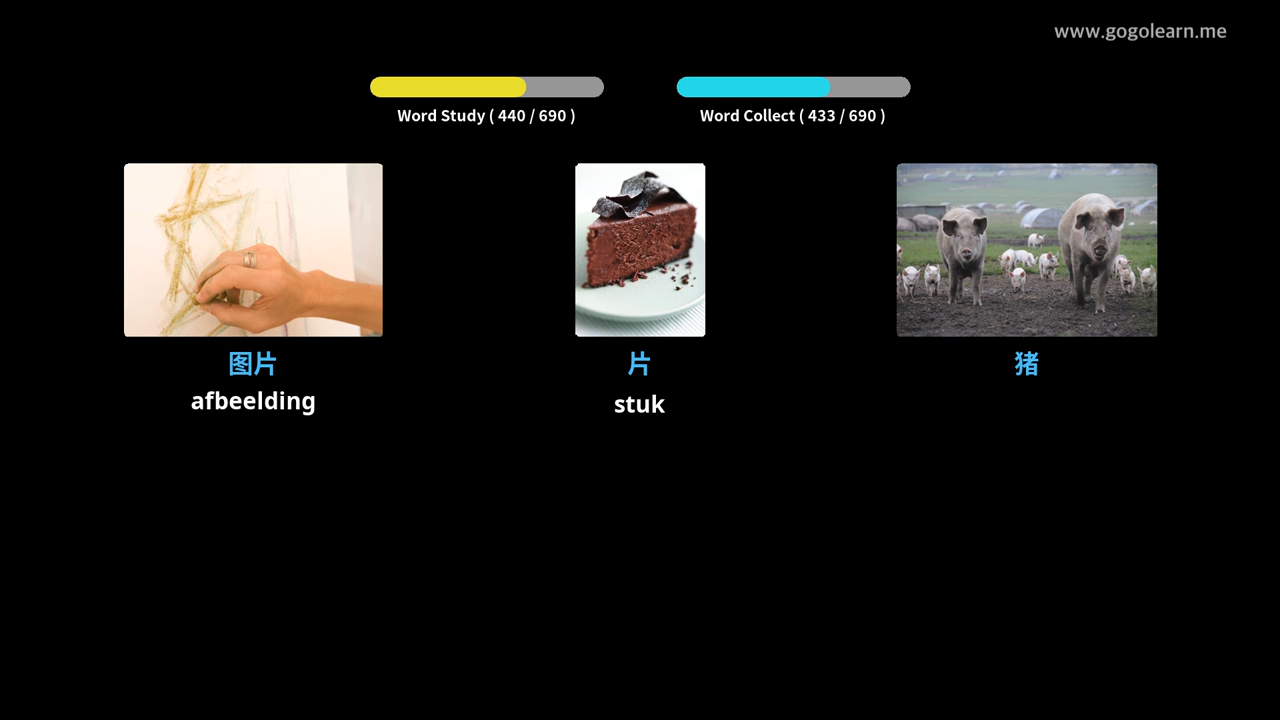 www.gogolearn.me
Word Study ( 440 / 690 )
Word Collect ( 433 / 690 )
图片
片
猪
afbeelding
stuk